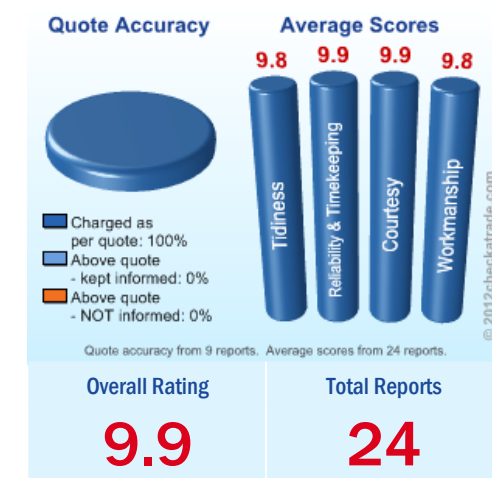 Quote Accuracy
Average Scores
9.8 9.9 9.9 9.8
Tidiness
Reliability & Timekeeping
Courtesy
Workmanship
Charged as
per quote: 100%
Above quote
- kept informed: 0%
Above quote
- NOT informed: 0%
© 2012checkatrade.com
Quote accuracy from 9 reports. Average scores from 24 reports.
Overall Rating
9.9
Total Reports
24